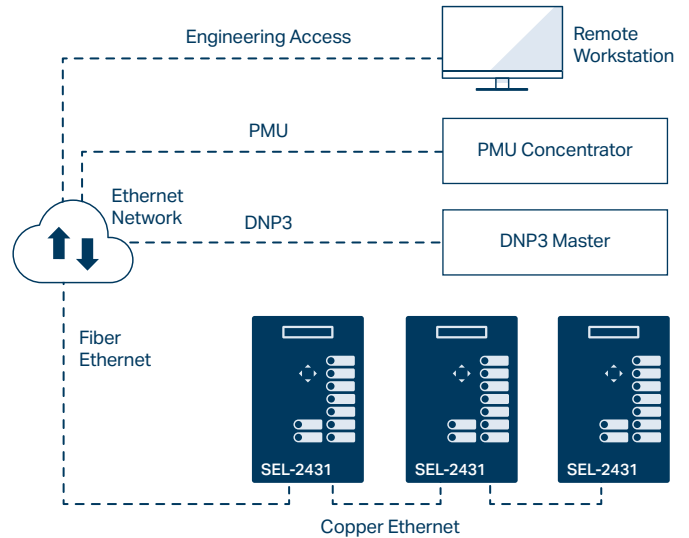 Engineering Access
Remote
Workstation
PMU
PMU Concentrator
Ethernet
Network
DNP3
DNP3 Master
Fiber
Ethernet
SEL-2431
SEL-2431
SEL-2431
Copper Ethernet